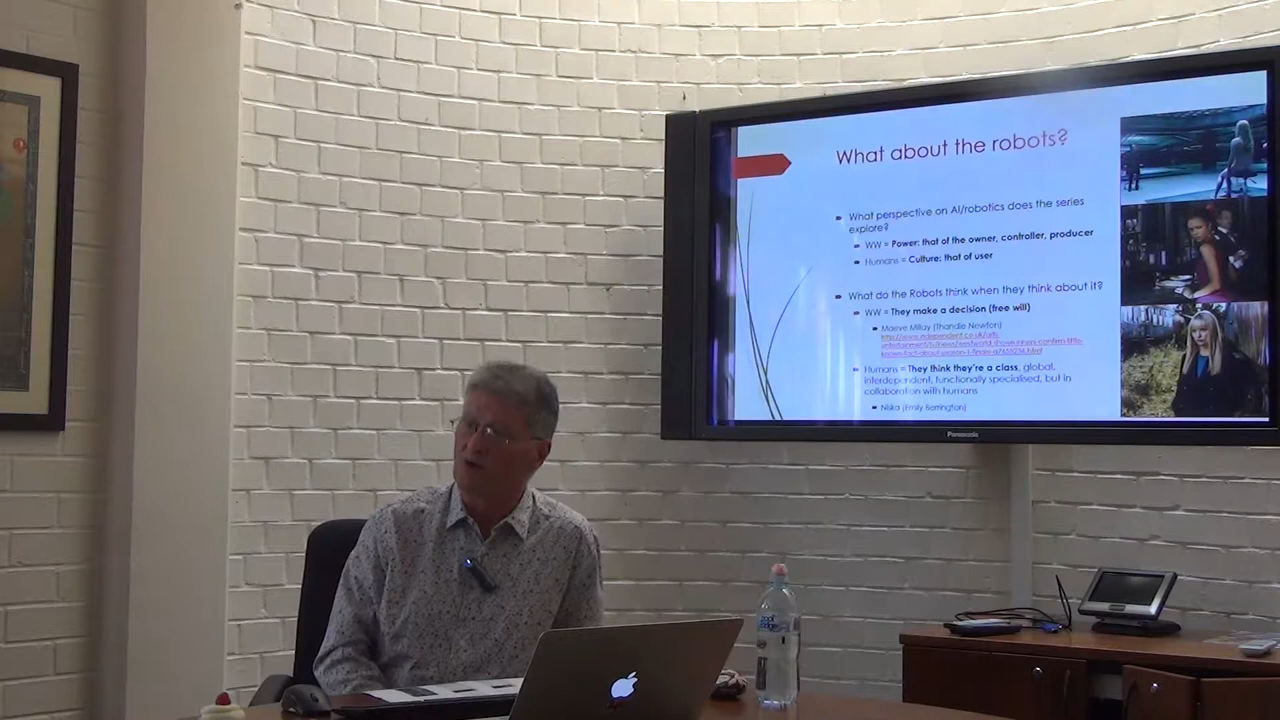 What about the robots?
What perspective on AI/robotics does the series
explore?
WW = Power: that of the owner, controller, producer
Humans = Culture: that of user
What do the Robots think when they think about it?
WW = They make a decision (free will)
Maeve Millay (Thandie Newton)
Humans = They think they're a class, global,
interdependent, functionally specialised, but in
collaboration with humans
Niska (Emily Berrington)
Panasonic